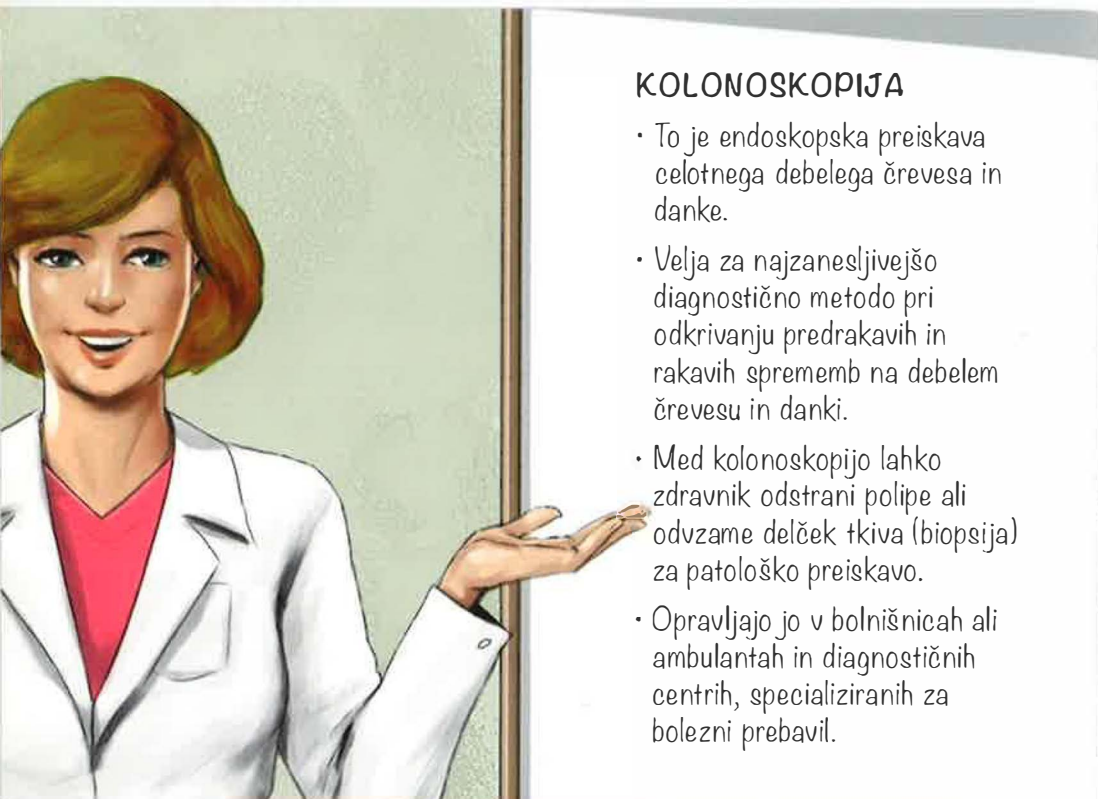 KOLONOSKOPIJA
• To je endoskopska preiskava
celotnega debelega črevesa in
danke.
• Velja za najzanesljivejšo
diagnostično metodo pri
odkrivanju predrakavih in
rakavih sprememb na debelem
črevesu in danki.
• Med kolonoskopijo lahko
zdravnik odstrani polipe ali
odvzame delček tkiva (biopsija)
za patološko preiskavo.
• Opravljajo jo v bolnišnicah ali
ambulantah in diagnostičnih
centrih, specializiranih za
bolezni prebavil.